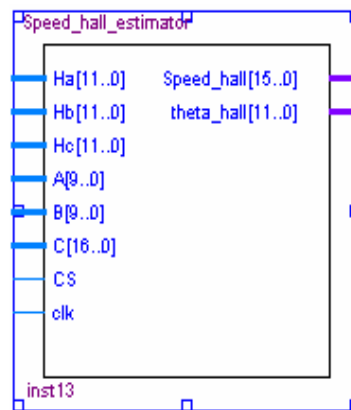 Speed_hall_estimator
Ha[11..0] Speed_hall[15..0]
Hb[11..0] theta_hall[11..0]
Hc[11..0]
A[9..0]
B[9..0]
C[16..0]
CS
clk
inst13